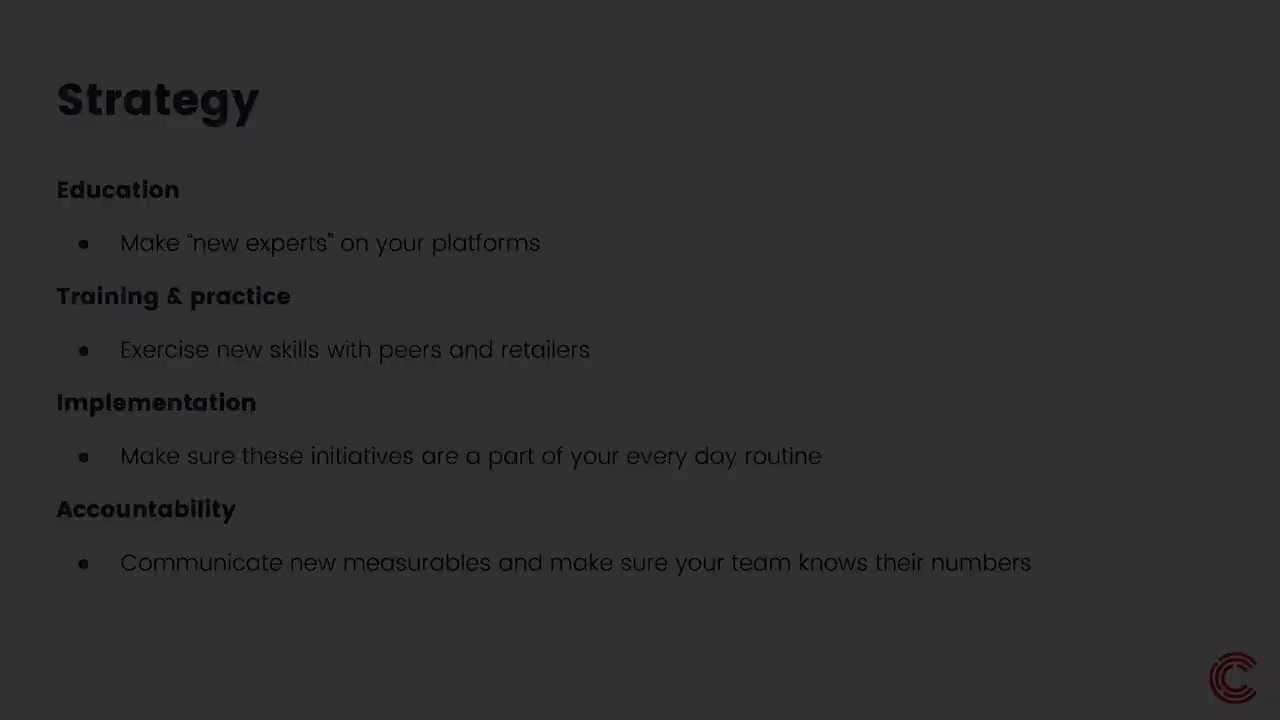 Strategy
Education
● Make “new experts” on your platforms
Training & practice
● Exercise new skills with peers and retailers
Implementation
● Make sure these initiatives are a part of your every day routine
Accountability
● Communicate new measurables and make sure your team knows their numbers